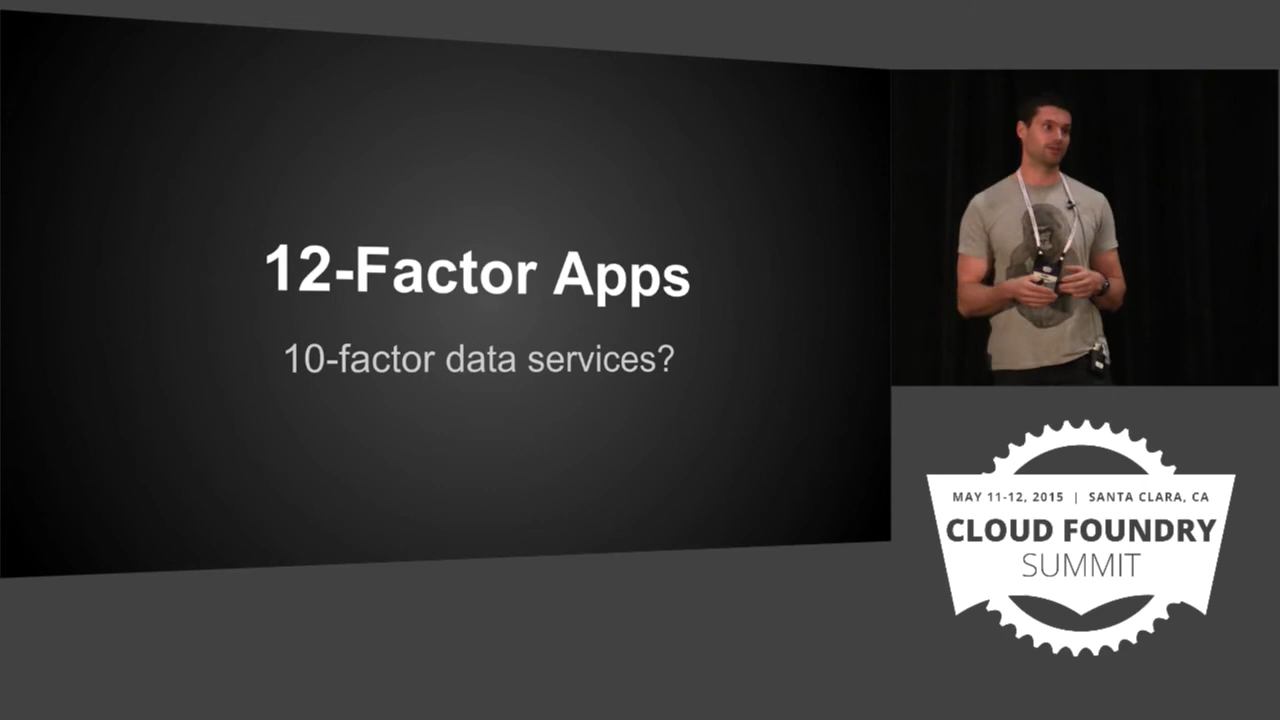 12-Factor Apps
10-factor data services?
MAY 11-12, 2015 | SANTA CLARA, CA
CLOUD FOUNDRY
SUMMIT